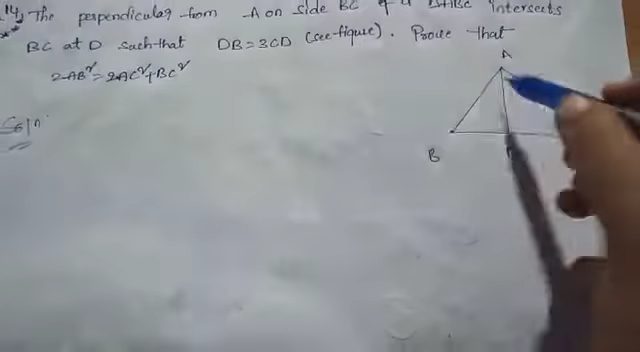 14) The perpendicular from A on side BC of a ΔABC intersects
** BC at D such that DB = 3CD (see figure). Prove that
2AB² = 2AC² + BC²
A
Soln
B